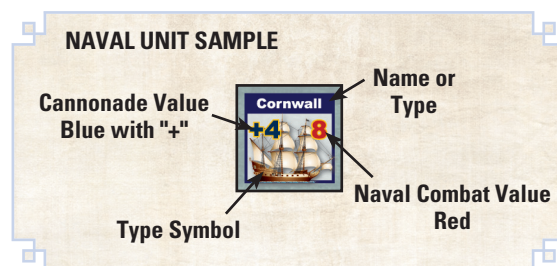 NAVAL UNIT SAMPLE
Name or
Type
Cannonade Value
Blue with "+"
Cornwall
+4 8
Naval Combat Value
Red
Type Symbol